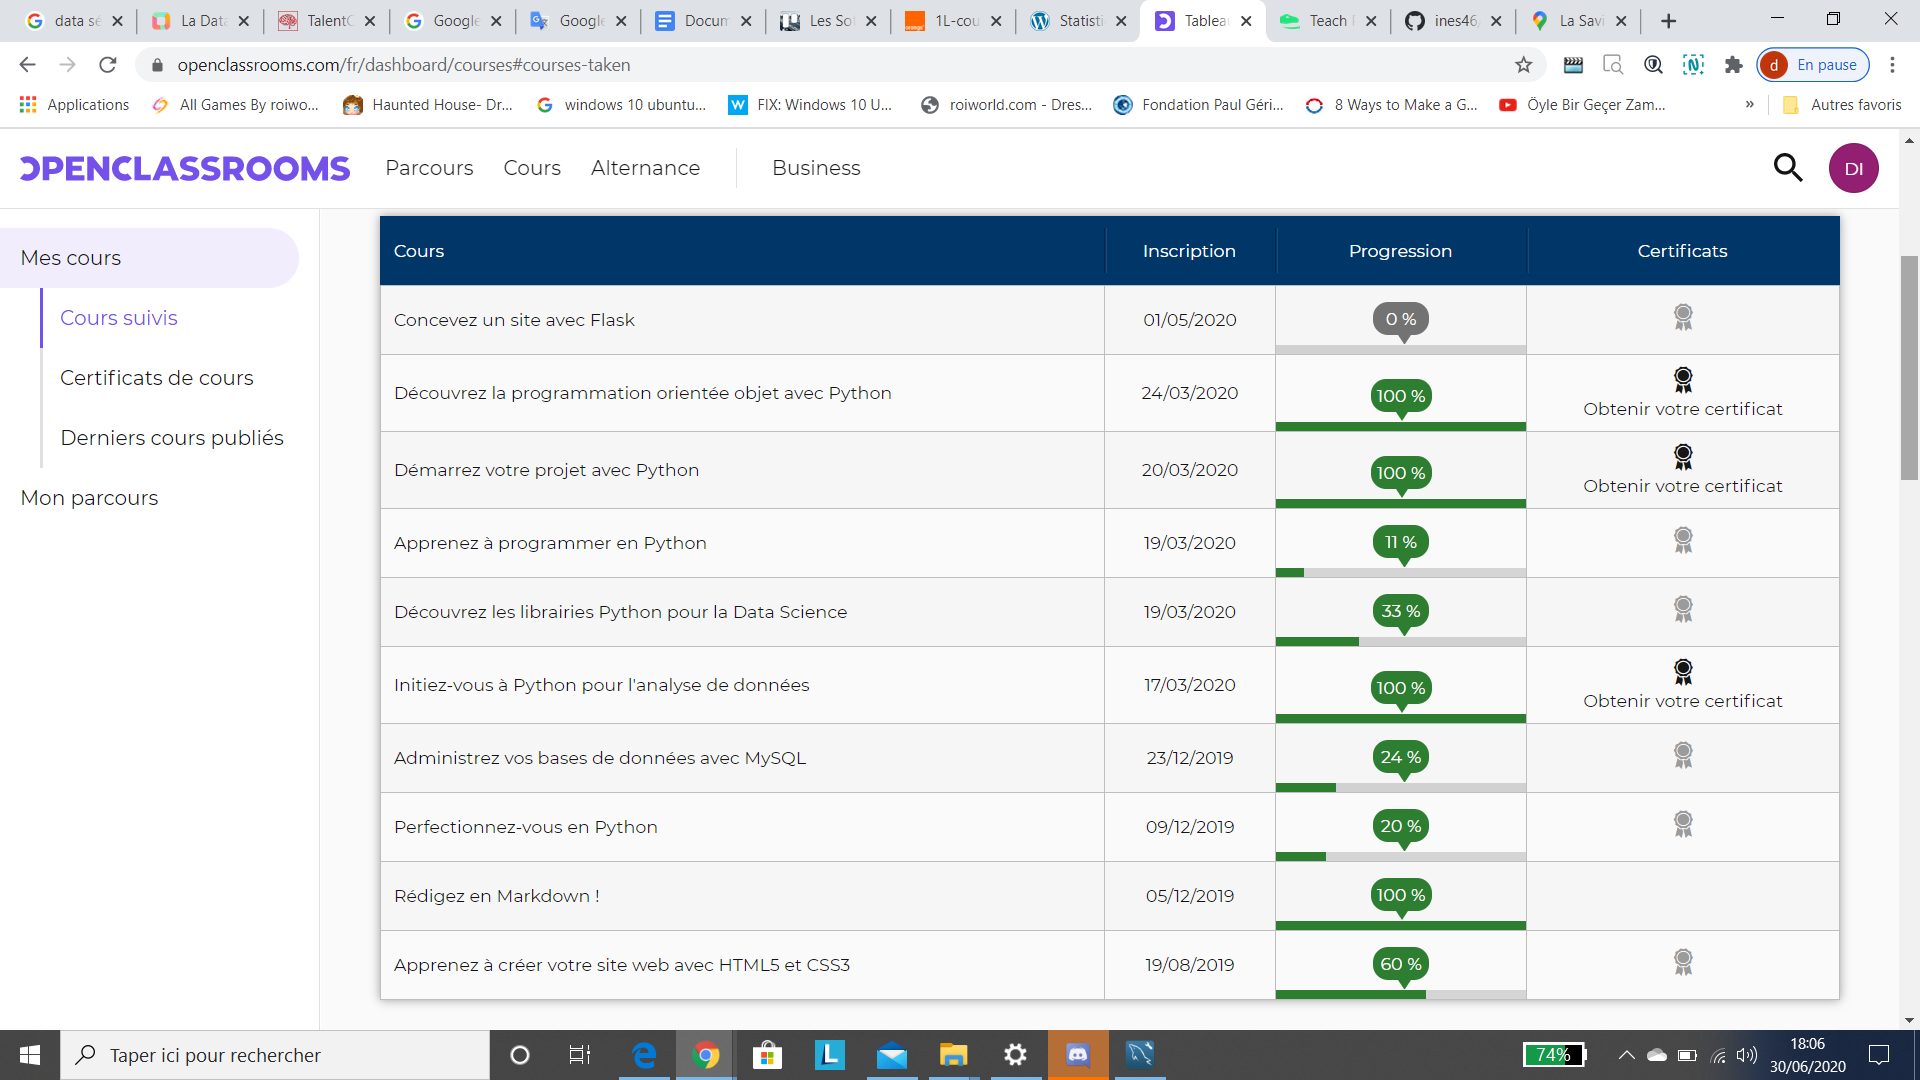 data sé
La Data
TalentC
Google
Google
Docum
Les Sof
1L-cou
Statisti
Tableau
Teach
ines46
La Savi
openclassrooms.com/fr/dashboard/courses#courses-taken
d En pause
Applications
All Games By roiwo...
Haunted House- Dr...
windows 10 ubuntu...
FIX: Windows 10 U...
roiworld.com - Dres...
Fondation Paul Géri...
8 Ways to Make a G...
Öyle Bir Geçer Zam...
» Autres favoris
OPENCLASSROOMS
Parcours
Cours
Alternance
Business
DI
Mes cours
Cours suivis
Certificats de cours
Derniers cours publiés
Mon parcours
Cours Inscription Progression Certificats
Concevez un site avec Flask 01/05/2020 0 %
Découvrez la programmation orientée objet avec Python 24/03/2020 100 % Obtenir votre certificat
Démarrez votre projet avec Python 20/03/2020 100 % Obtenir votre certificat
Apprenez à programmer en Python 19/03/2020 11 %
Découvrez les librairies Python pour la Data Science 19/03/2020 33 %
Initiez-vous à Python pour l'analyse de données 17/03/2020 100 % Obtenir votre certificat
Administrez vos bases de données avec MySQL 23/12/2019 24 %
Perfectionnez-vous en Python 09/12/2019 20 %
Rédigez en Markdown ! 05/12/2019 100 %
Apprenez à créer votre site web avec HTML5 et CSS3 19/08/2019 60 %
Taper ici pour rechercher
74%
18:06
30/06/2020